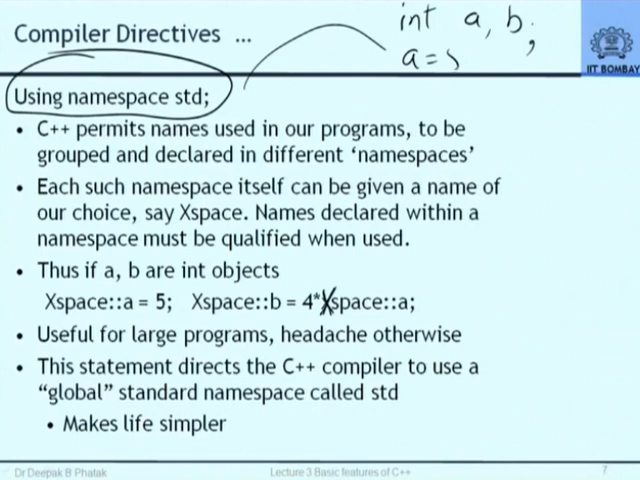 Compiler Directives ...
int a, b;
a=5
IIT BOMBAY
Using namespace std;
• C++ permits names used in our programs, to be
grouped and declared in different ‘namespaces’
• Each such namespace itself can be given a name of
our choice, say Xspace. Names declared within a
namespace must be qualified when used.
• Thus if a, b are int objects
Xspace::a = 5; Xspace::b = 4*Xspace::a;
• Useful for large programs, headache otherwise
• This statement directs the C++ compiler to use a
“global” standard namespace called std
• Makes life simpler
Dr Deepak B Phatak
Lecture 3 Basic features of C++
7